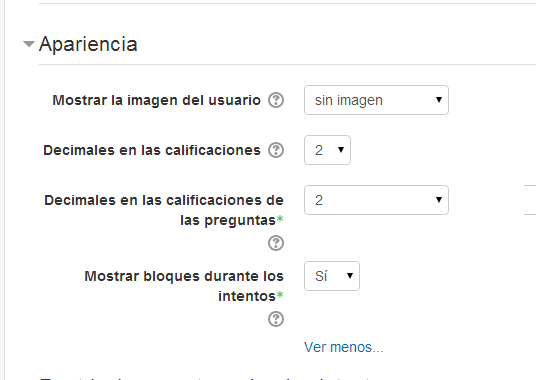 Apariencia
Mostrar la imagen del usuario sin imagen
Decimales en las calificaciones 2
Decimales en las calificaciones de 2
las preguntas*
Mostrar bloques durante los Sí
intentos*
Ver menos...